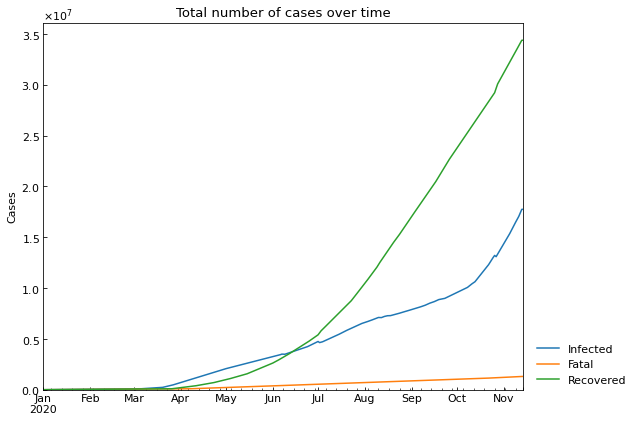 Total number of cases over time
×10⁷
3.5
3.0
2.5
2.0
1.5
1.0
0.5
0.0
Cases
Jan Feb Mar Apr May Jun Jul Aug Sep Oct Nov
2020
Infected
Fatal
Recovered